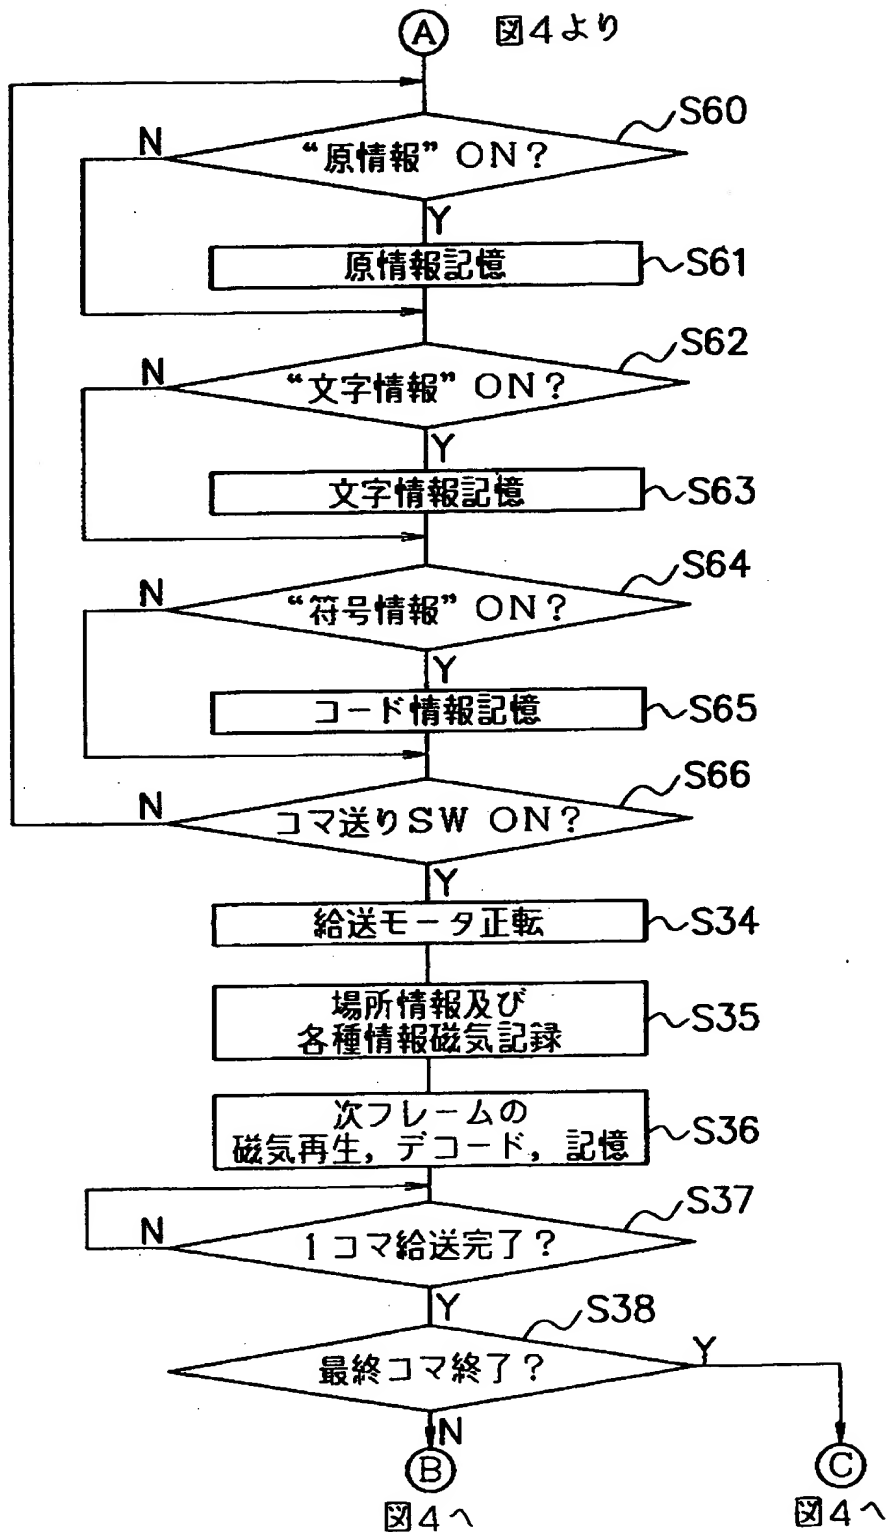 A 図4より
S60
N
“原情報” ON?
Y
原情報記憶
S61
S62
N
“文字情報” ON?
Y
文字情報記憶
S63
S64
N
“符号情報” ON?
Y
コード情報記憶
S65
S66
N
コマ送りSW ON?
Y
給送モータ正転
S34
場所情報及び
各種情報磁気記録
S35
次フレームの
磁気再生,デコード,記憶
S36
S37
N
1コマ給送完了?
Y
S38
最終コマ終了?
Y
N
B
C
図4へ
図4へ